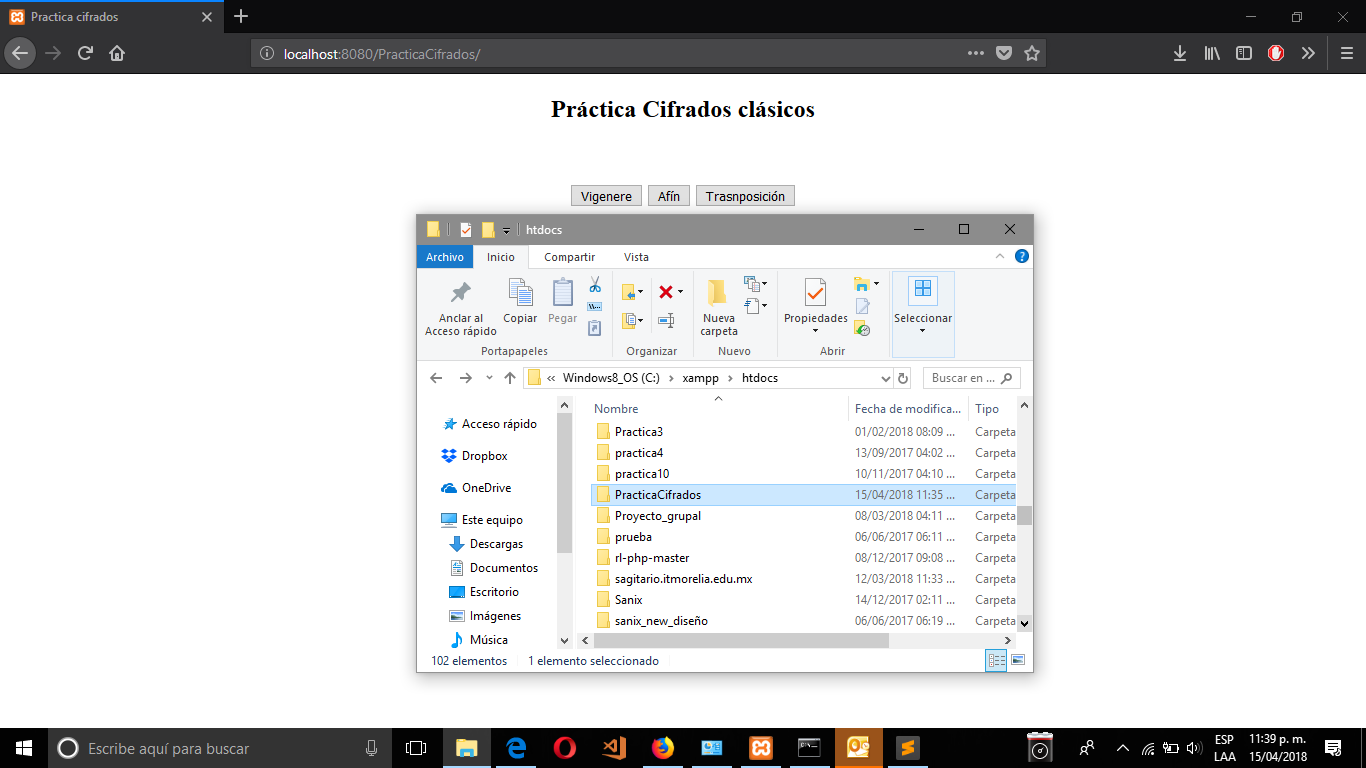 Practica cifrados
localhost:8080/PracticaCifrados/
Práctica Cifrados clásicos
Vigenere Afín Trasnposición
htdocs
Archivo Inicio Compartir Vista
Anclar al Acceso rápido
Copiar
Pegar
Nueva carpeta
Propiedades
Seleccionar
Portapapeles Organizar Nuevo Abrir
« Windows8_OS (C:) › xampp › htdocs
Buscar en ...
Acceso rápido
Dropbox
OneDrive
Este equipo
Descargas
Documentos
Escritorio
Imágenes
Música
Nombre Fecha de modifica... Tipo
Practica3 01/02/2018 08:09 ... Carpeta
practica4 13/09/2017 04:02 ... Carpeta
practica10 10/11/2017 04:10 ... Carpeta
PracticaCifrados 15/04/2018 11:35 ... Carpeta
Proyecto_grupal 08/03/2018 04:11 ... Carpeta
prueba 06/06/2017 06:11 ... Carpeta
rl-php-master 08/12/2017 09:08 ... Carpeta
sagitario.itmorelia.edu.mx 12/03/2018 11:33 ... Carpeta
Sanix 14/12/2017 02:11 ... Carpeta
sanix_new_diseño 06/06/2017 06:19 ... Carpeta
102 elementos 1 elemento seleccionado
Escribe aquí para buscar
ESP 11:39 p. m.
LAA 15/04/2018